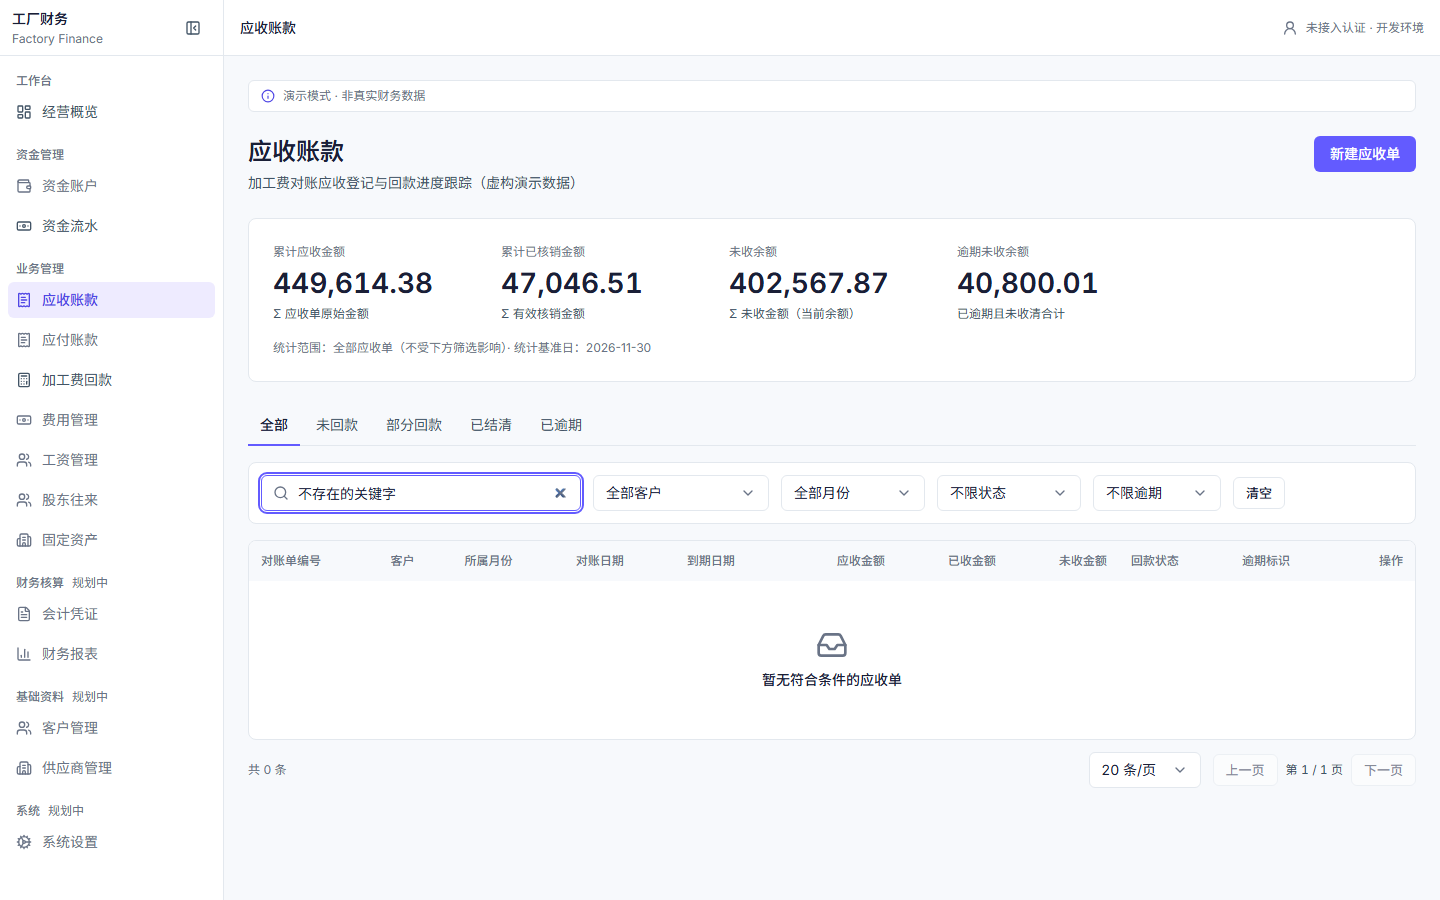 工厂财务
Factory Finance
应收账款
未接入认证 · 开发环境
工作台
经营概览
资金管理
资金账户
资金流水
业务管理
应收账款
应付账款
加工费回款
费用管理
工资管理
股东往来
固定资产
财务核算 规划中
会计凭证
财务报表
基础资料 规划中
客户管理
供应商管理
系统 规划中
系统设置
演示模式 · 非真实财务数据
应收账款
新建应收单
加工费对账应收登记与回款进度跟踪（虚构演示数据）
累计应收金额 累计已核销金额 未收余额 逾期未收余额
449,614.38 47,046.51 402,567.87 40,800.01
Σ 应收单原始金额 Σ 有效核销金额 Σ 未收金额（当前余额） 已逾期且未收清合计
统计范围：全部应收单（不受下方筛选影响）· 统计基准日：2026-11-30
全部 未回款 部分回款 已结清 已逾期
不存在的关键字 全部客户 全部月份 不限状态 不限逾期 清空
对账单编号 客户 所属月份 对账日期 到期日期 应收金额 已收金额 未收金额 回款状态 逾期标识 操作
暂无符合条件的应收单
共 0 条 20 条/页 上一页 第 1 / 1 页 下一页